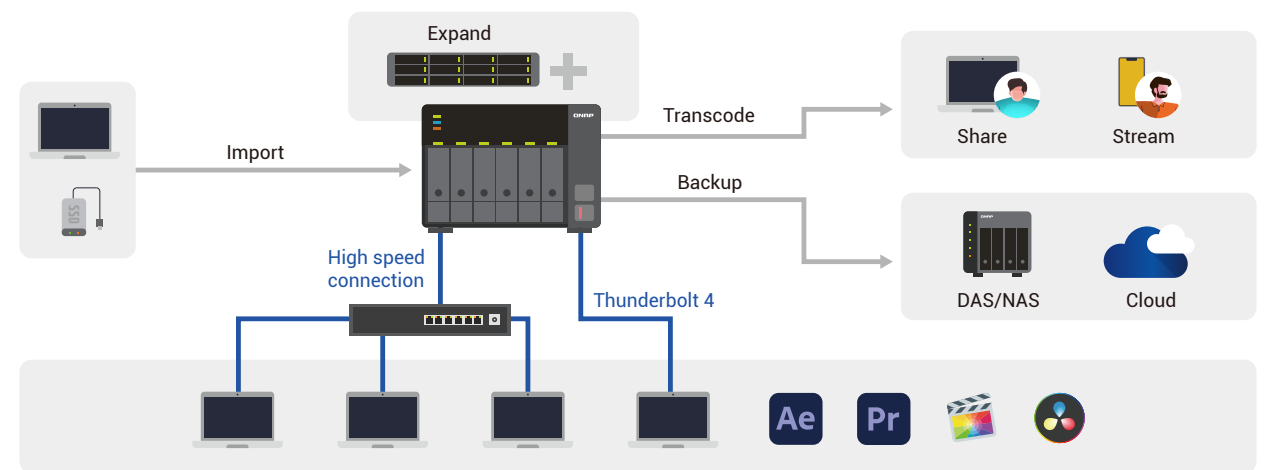 Expand
QNAP
Import
SSD
Transcode
Share
Stream
Backup
QNAP
DAS/NAS
Cloud
High speed
connection
Thunderbolt 4
Ae
Pr